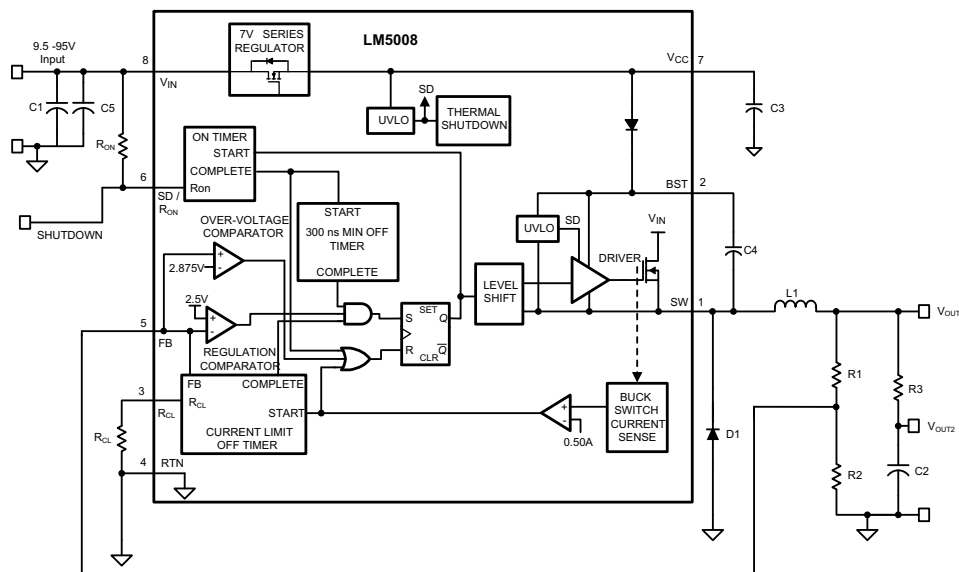 LM5008
7V SERIES
REGULATOR
9.5 -95V
Input
8
V_IN
V_CC
7
C1
C5
C3
R_ON
UVLO
SD
THERMAL
SHUTDOWN
ON TIMER
START
COMPLETE
Ron
6
SD /
R_ON
SHUTDOWN
BST
2
START
300 ns MIN OFF
TIMER
COMPLETE
OVER-VOLTAGE
COMPARATOR
+
-
2.875V
UVLO
SD
V_IN
DRIVER
C4
LEVEL
SHIFT
SW
1
L1
V_OUT
2.5V
+
-
5
FB
REGULATION
COMPARATOR
S
SET
Q
R
CLR
Q
R1
R3
FB
COMPLETE
3
R_CL
R_CL
START
CURRENT LIMIT
OFF TIMER
R_CL
+
-
0.50A
BUCK
SWITCH
CURRENT
SENSE
D1
V_OUT2
4
RTN
R2
C2